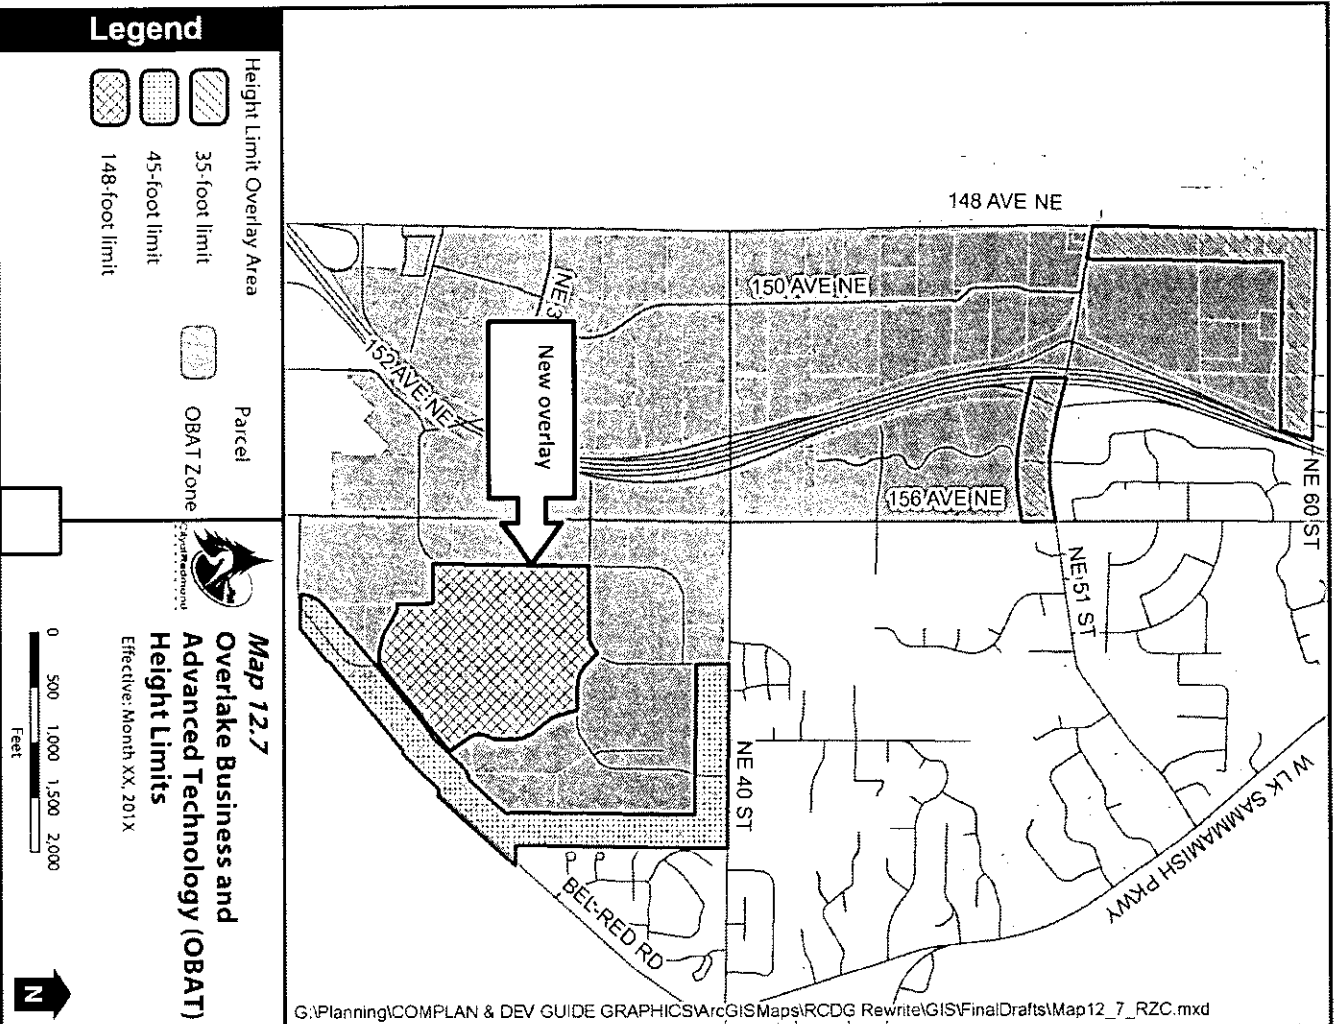 Legend
Height Limit Overlay Area
35-foot limit
45-foot limit
148-foot limit
Parcel
OBAT Zone
Map 12.7
Overlake Business and
Advanced Technology (OBAT)
Height Limits
Effective: Month XX, 201X
0 500 1,000 1,500 2,000
Feet
N
148 AVE NE
150 AVE NE
NE 3
152 AVE NE
New overlay
156 AVE NE
NE 60 ST
NE 51 ST
NE 40 ST
W LK SAMMAMISH PKWY
BEL-RED RD
G:\Planning\COMPLAN & DEV GUIDE GRAPHICS\ArcGISMaps\RCDG Rewrite\GIS\FinalDrafts\Map12_7_RZC.mxd